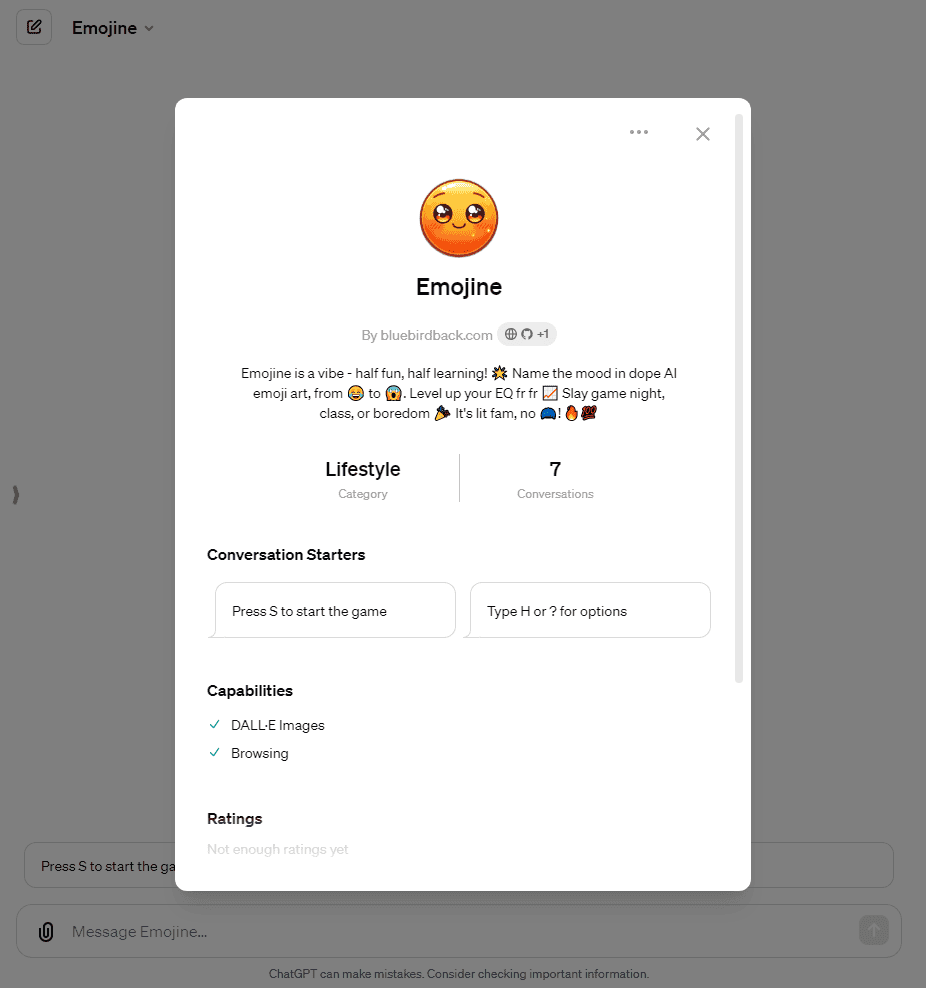 Emojine
Emojine
By bluebirdback.com +1
Emojine is a vibe - half fun, half learning! 🌟 Name the mood in dope AI
emoji art, from 😂 to 😱. Level up your EQ fr fr 📈 Slay game night,
class, or boredom 🎉 It's lit fam, no 🧢! 🔥💯
Lifestyle
Category
7
Conversations
Conversation Starters
Press S to start the game
Type H or ? for options
Capabilities
DALL·E Images
Browsing
Ratings
Not enough ratings yet
Press S to start the ga
Message Emojine...
ChatGPT can make mistakes. Consider checking important information.